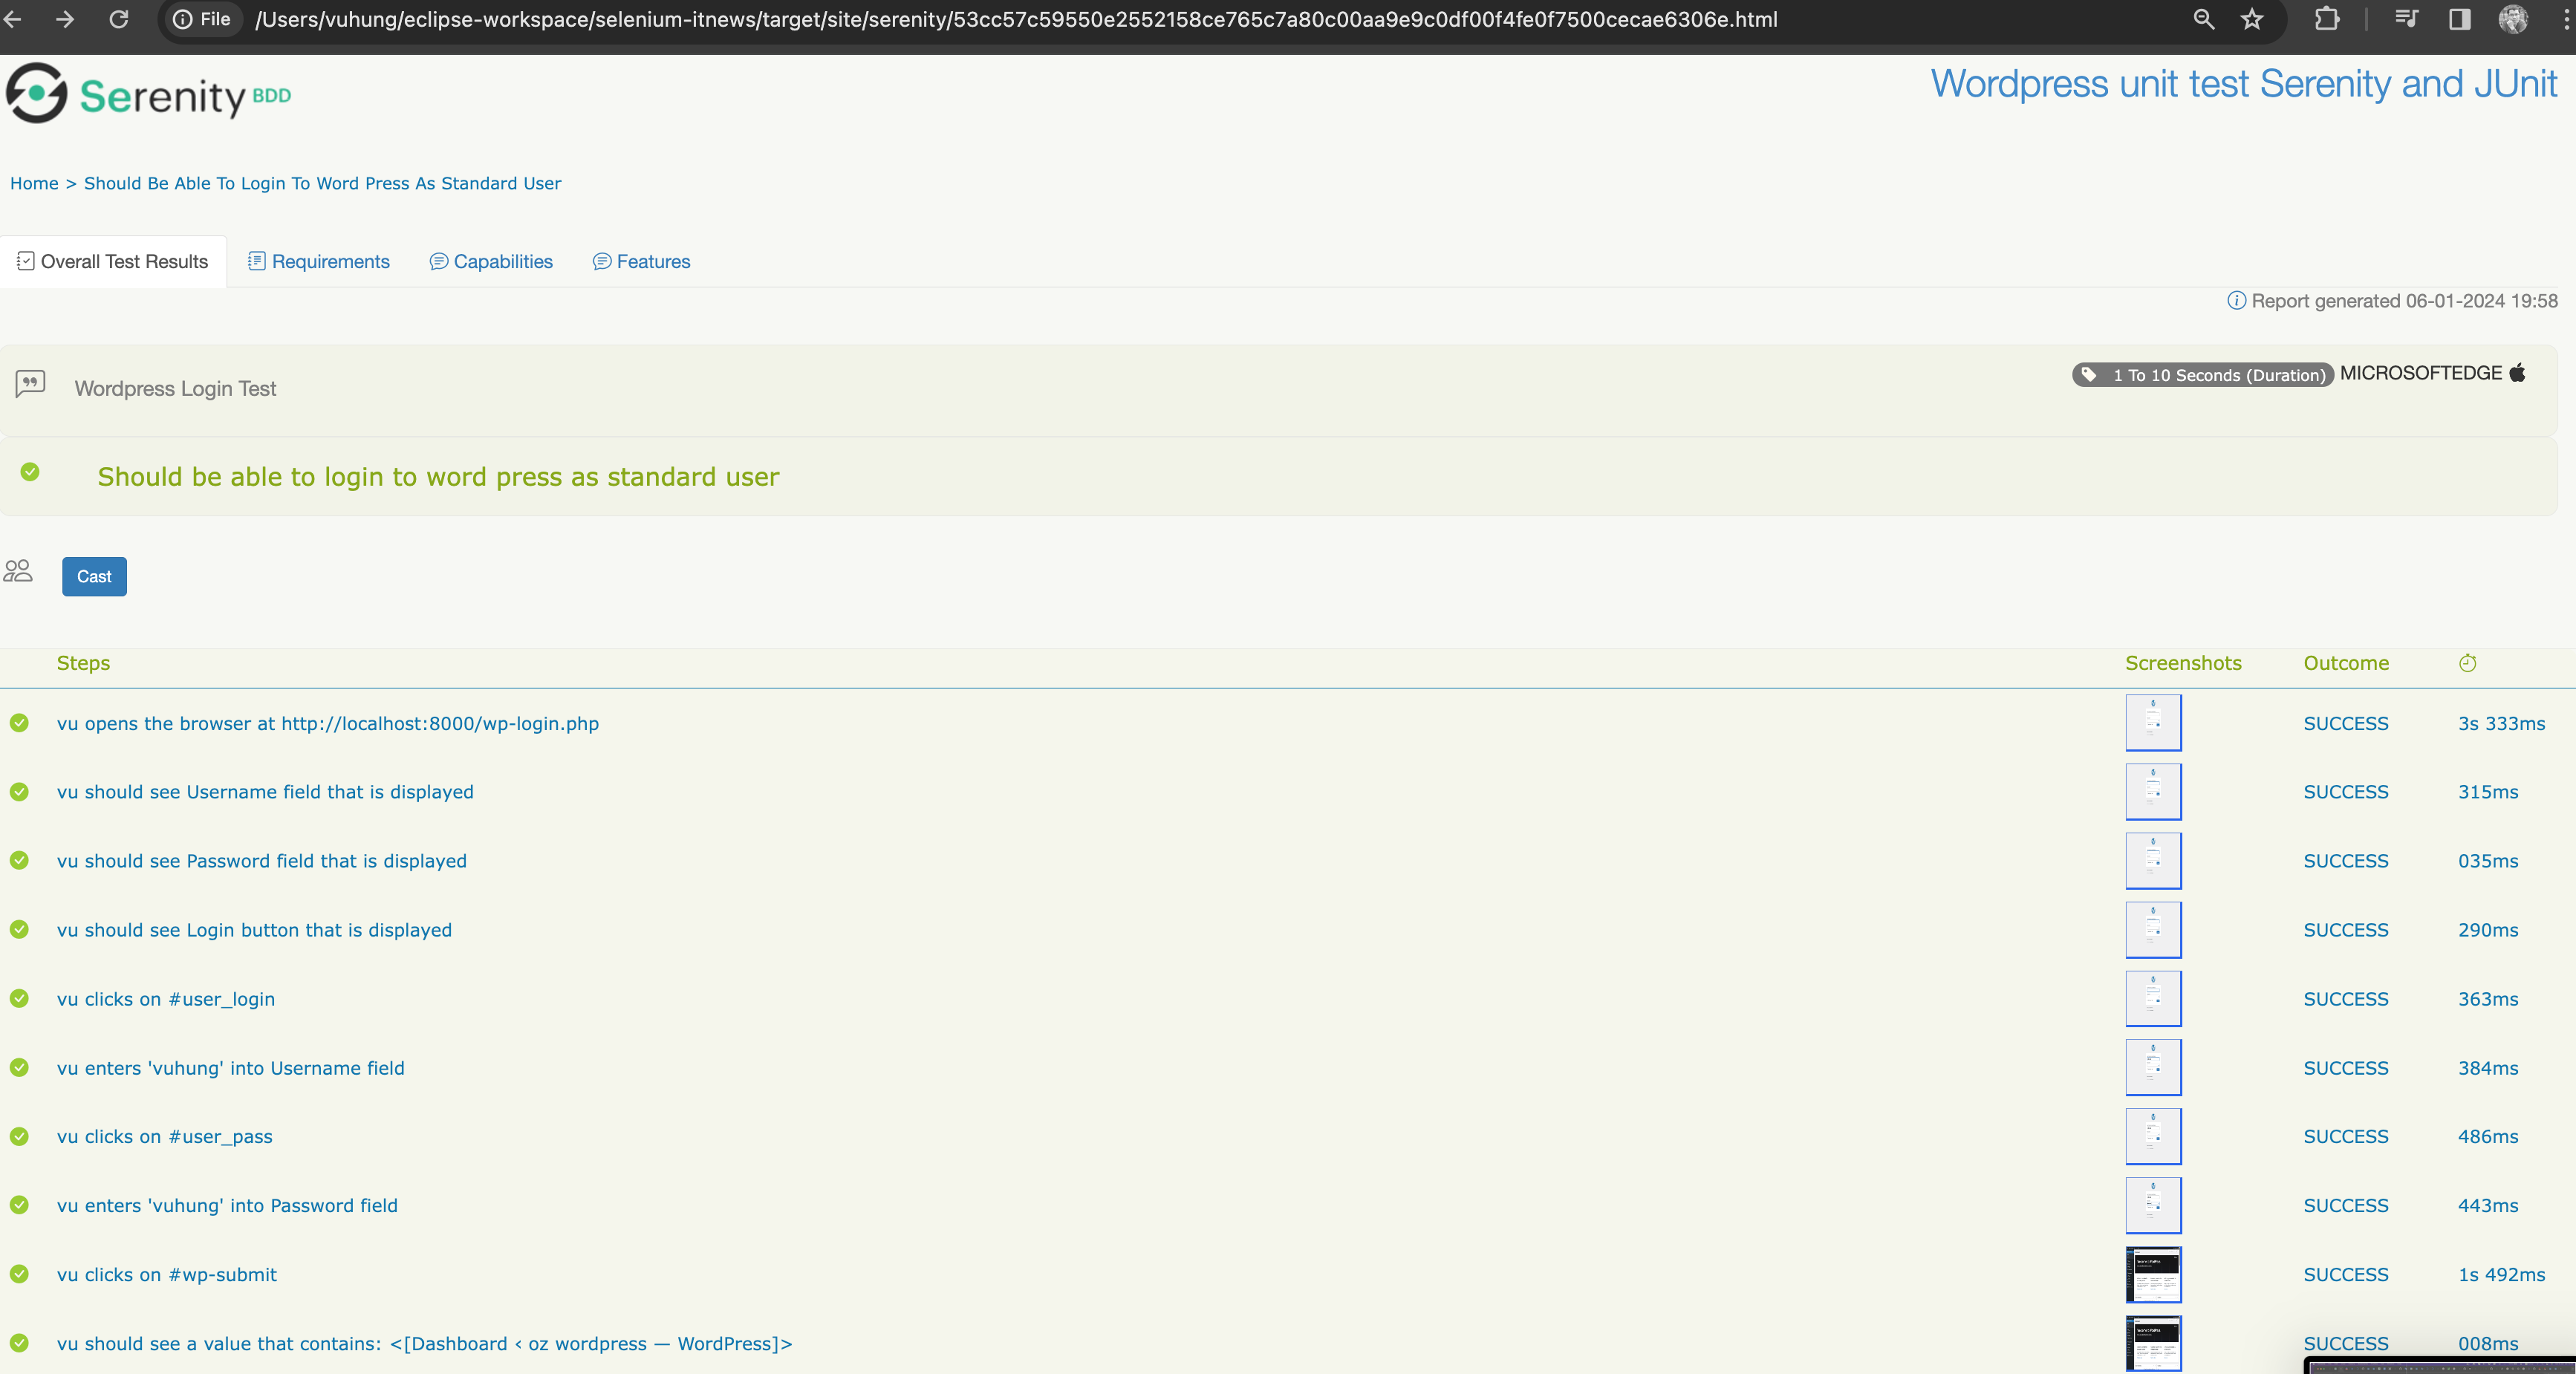 File /Users/vuhung/eclipse-workspace/selenium-itnews/target/site/serenity/53cc57c59550e2552158ce765c7a80c00aa9e9c0df00f4fe0f7500cecae6306e.html
Serenity BDD
Wordpress unit test Serenity and JUnit
Home > Should Be Able To Login To Word Press As Standard User
Overall Test Results Requirements Capabilities Features
Report generated 06-01-2024 19:58
Wordpress Login Test 1 To 10 Seconds (Duration) MICROSOFTEDGE
Should be able to login to word press as standard user
Cast
Steps Screenshots Outcome
vu opens the browser at http://localhost:8000/wp-login.php SUCCESS 3s 333ms
vu should see Username field that is displayed SUCCESS 315ms
vu should see Password field that is displayed SUCCESS 035ms
vu should see Login button that is displayed SUCCESS 290ms
vu clicks on #user_login SUCCESS 363ms
vu enters 'vuhung' into Username field SUCCESS 384ms
vu clicks on #user_pass SUCCESS 486ms
vu enters 'vuhung' into Password field SUCCESS 443ms
vu clicks on #wp-submit SUCCESS 1s 492ms
vu should see a value that contains: <[Dashboard ‹ oz wordpress — WordPress]> SUCCESS 008ms